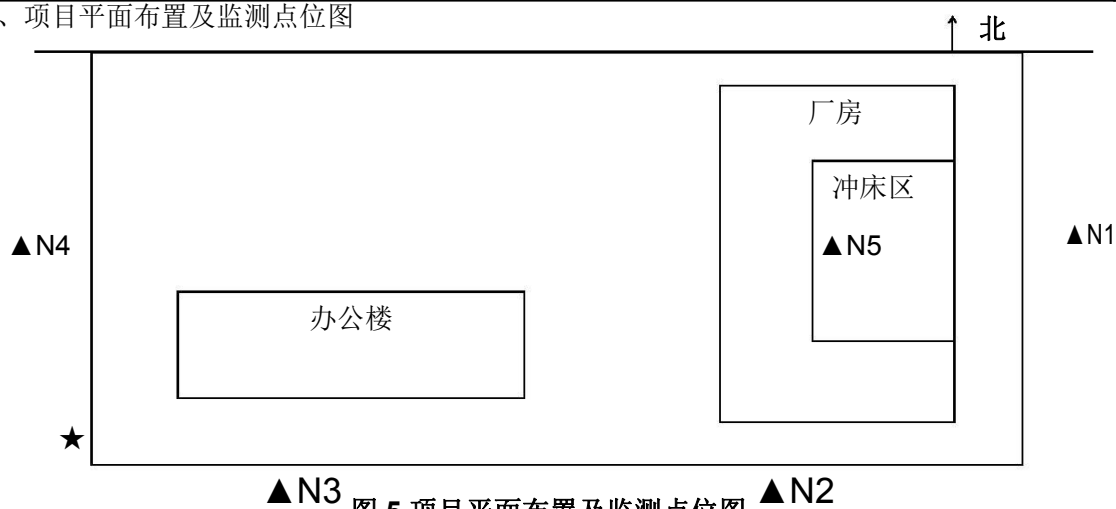 、项目平面布置及监测点位图
北
厂房
冲床区
▲N4
▲N5
▲N1
办公楼
★
▲N3
图 5 项目平面布置及监测点位图
▲N2